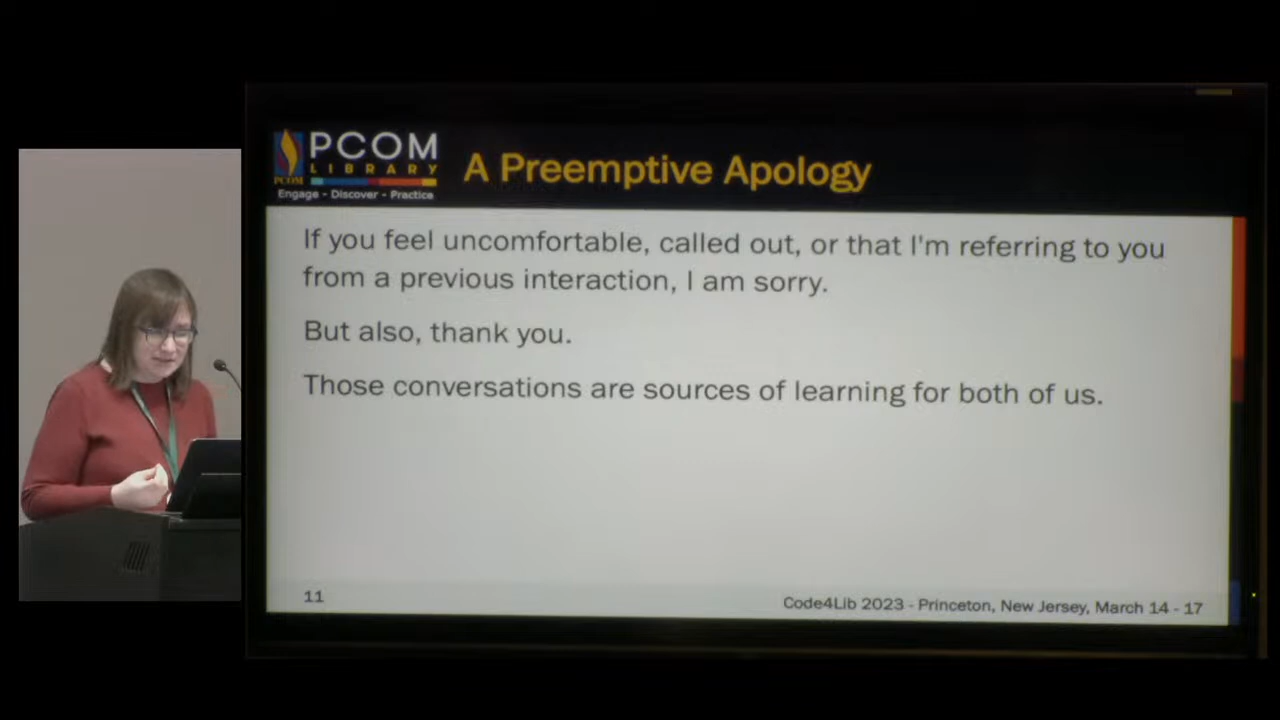 PCOM
LIBRARY
PCOM
Engage - Discover - Practice
A Preemptive Apology
If you feel uncomfortable, called out, or that I'm referring to you
from a previous interaction, I am sorry.
But also, thank you.
Those conversations are sources of learning for both of us.
11
Code4Lib 2023 - Princeton, New Jersey, March 14 - 17